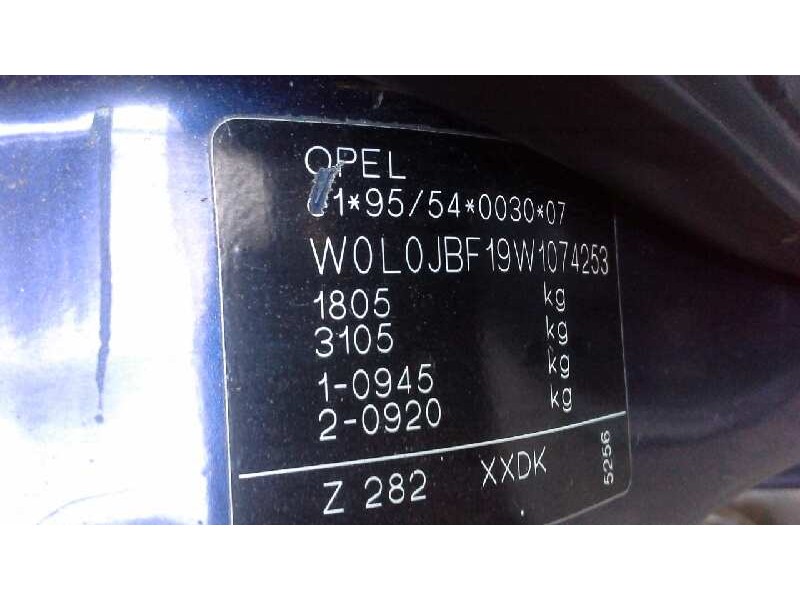 OPEL
e1*95/54*0030*07
W0L0JBF19W1074253
1805 kg
3105 kg
1-0945 kg
2-0920 kg
Z 282 XXDK 5256